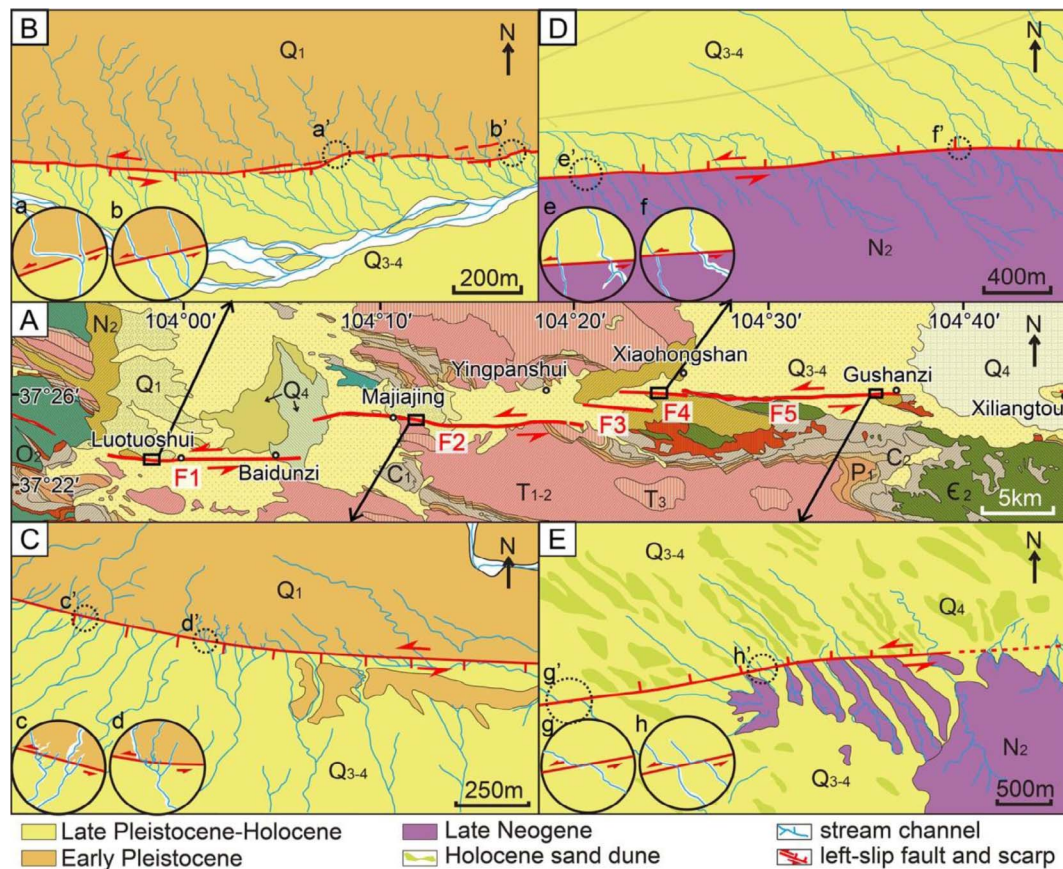 B
Q1
N
a'
b'
a
b
Q3-4
200m
D
Q3-4
N
e'
f'
e
f
N2
400m
A
N2
104°00′
104°10′
104°20′
104°30′
104°40′
N
37°26′
Q1
Q4
Majiajing
Yingpanshui
Xiaohongshan
Q3-4
Gushanzi
Q4
Xiliangtou
Luotuoshui
F1
Baidunzi
F2
F3
F4
F5
O2
37°22′
C1
T1-2
T3
P1
C2
Є2
5km
C
Q1
N
c'
d'
c
d
Q3-4
250m
E
Q3-4
N
Q4
g'
h'
g
h
N2
Q3-4
500m
Late Pleistocene-Holocene
Late Neogene
stream channel
Early Pleistocene
Holocene sand dune
left-slip fault and scarp